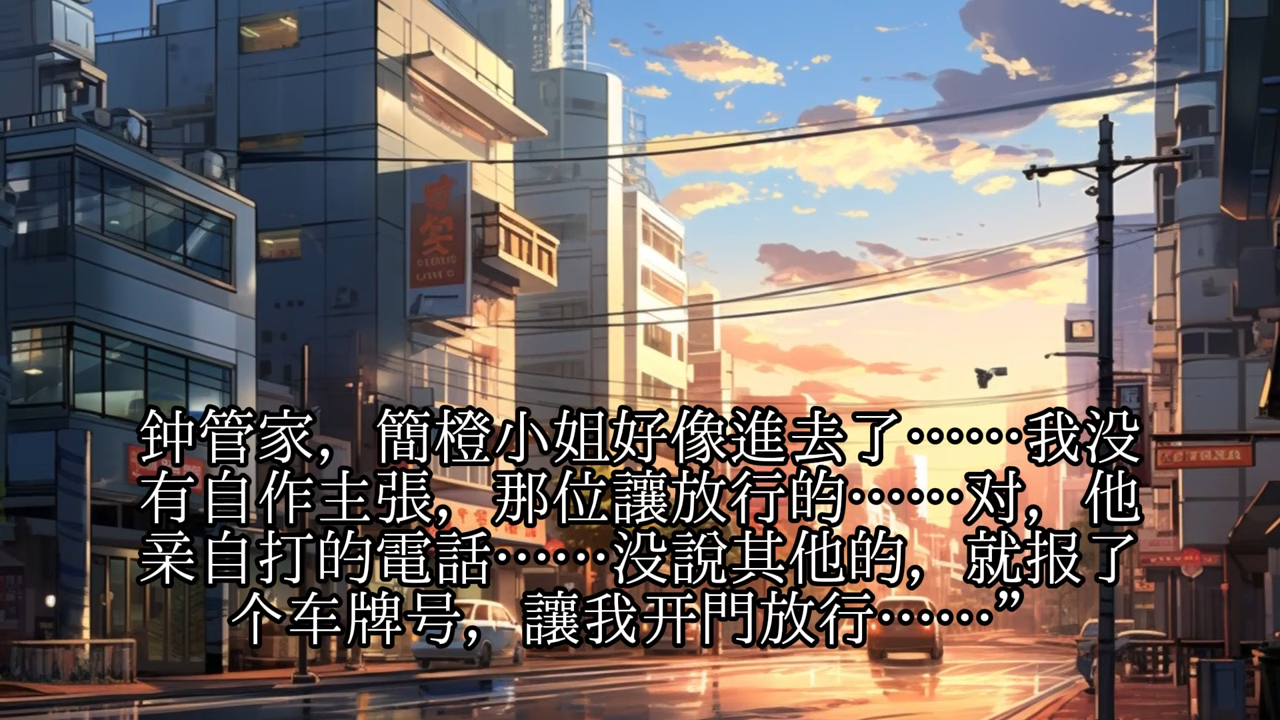 钟管家，簡橙小姐好像進去了……我没
有自作主張，那位讓放行的……对，他
亲自打的電話……没說其他的，就报了
个车牌号，讓我开門放行……”